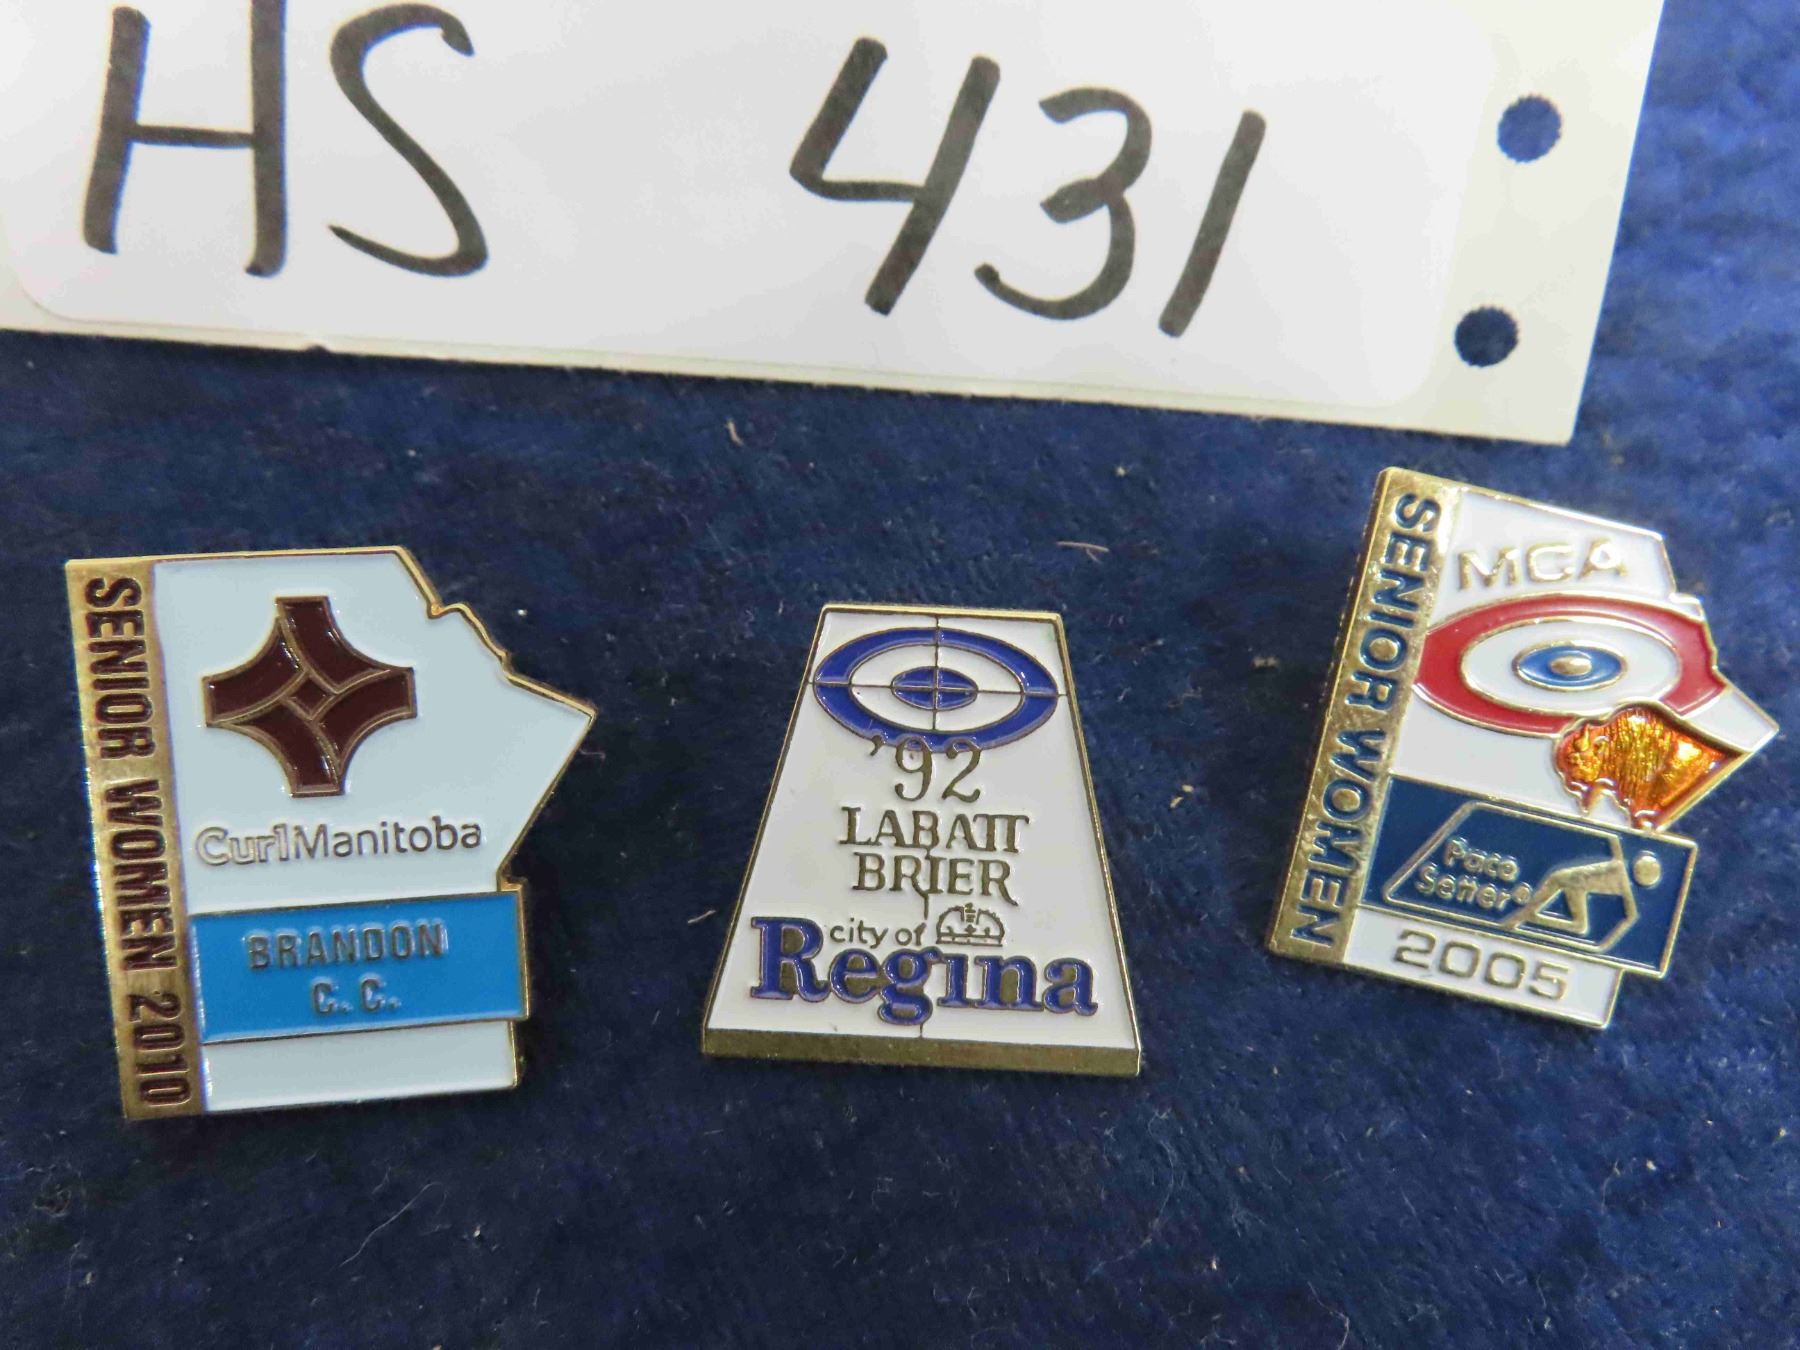 HS 431
SENIOR WOMEN 2010
CurlManitoba
BRANDON
C.C.
'92
LABATT
BRIER
city of
Regina
SENIOR WOMEN
MCA
Pace
Setter®
2005